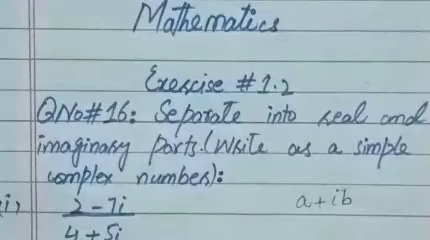 Mathematics
Exercise # 1.2
QNo#16: Separate into real and
imaginary parts.(Write as a simple
complex number):
(i) 2-7i a+ib
4+5i